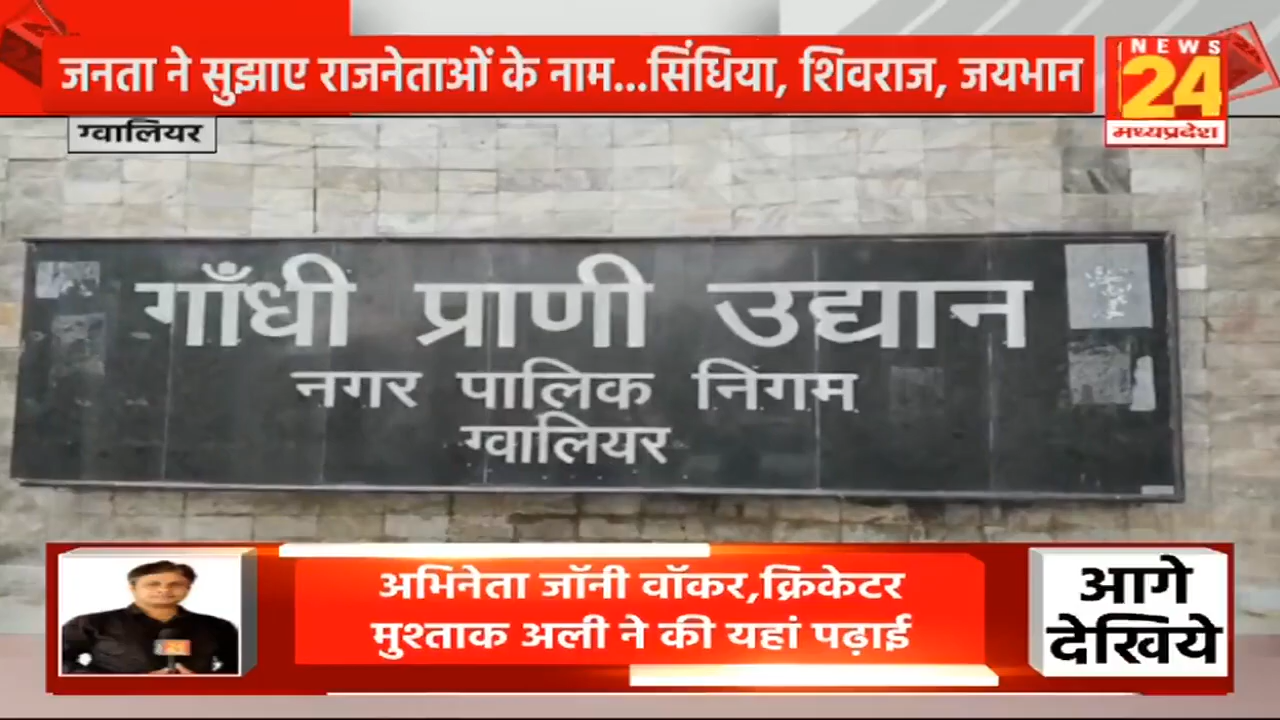 जनता ने सुझाए राजनेताओं के नाम...सिंधिया, शिवराज, जयभान
NEWS
24
मध्यप्रदेश
ग्वालियर
गाँधी प्राणी उद्यान
नगर पालिक निगम
ग्वालियर
अभिनेता जॉनी वॉकर,क्रिकेटर
मुश्ताक अली ने की यहां पढ़ाई
आगे
देखिये
24